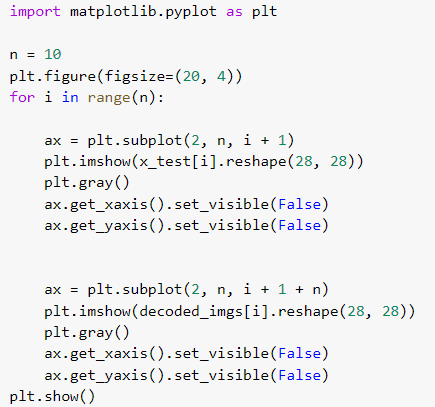 import matplotlib.pyplot as plt
n = 10
plt.figure(figsize=(20, 4))
for i in range(n):
    ax = plt.subplot(2, n, i + 1)
    plt.imshow(x_test[i].reshape(28, 28))
    plt.gray()
    ax.get_xaxis().set_visible(False)
    ax.get_yaxis().set_visible(False)
    ax = plt.subplot(2, n, i + 1 + n)
    plt.imshow(decoded_imgs[i].reshape(28, 28))
    plt.gray()
    ax.get_xaxis().set_visible(False)
    ax.get_yaxis().set_visible(False)
plt.show()